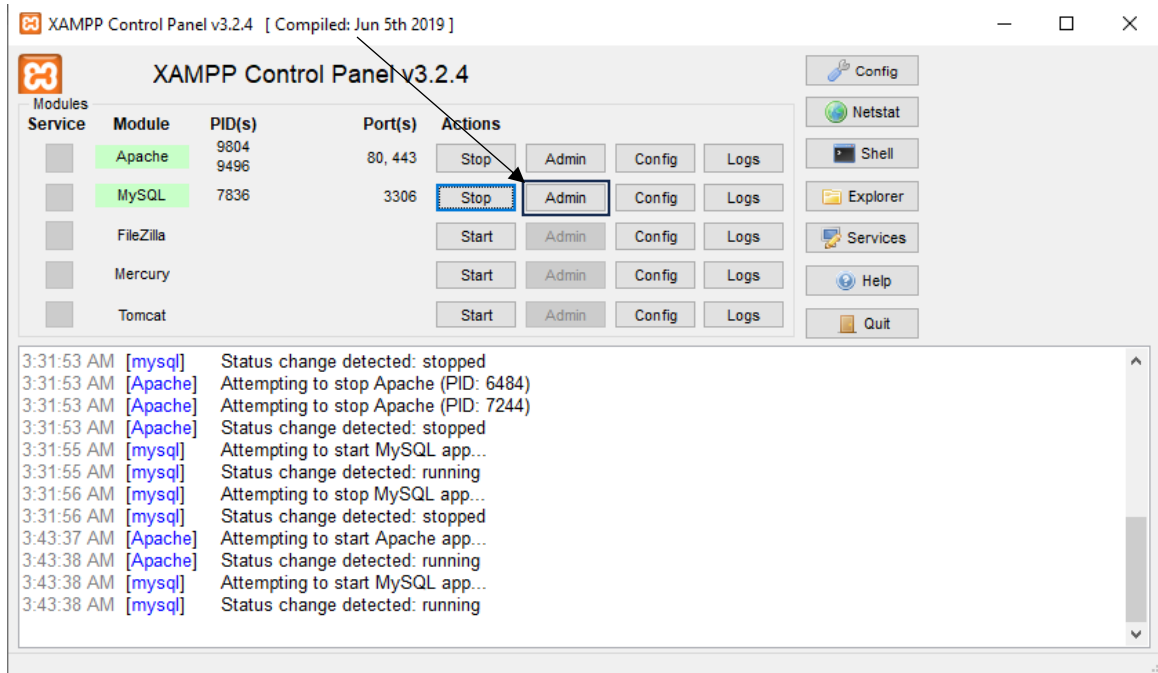 XAMPP Control Panel v3.2.4 [ Compiled: Jun 5th 2019 ]
XAMPP Control Panel v3.2.4
Config
Modules
Service Module PID(s) Port(s) Actions
Netstat
Apache 9804 9496 80, 443 Stop Admin Config Logs
Shell
MySQL 7836 3306 Stop Admin Config Logs
Explorer
FileZilla Start Admin Config Logs
Services
Mercury Start Admin Config Logs
Help
Tomcat Start Admin Config Logs
Quit
3:31:53 AM [mysql] Status change detected: stopped
3:31:53 AM [Apache] Attempting to stop Apache (PID: 6484)
3:31:53 AM [Apache] Attempting to stop Apache (PID: 7244)
3:31:53 AM [Apache] Status change detected: stopped
3:31:55 AM [mysql] Attempting to start MySQL app...
3:31:55 AM [mysql] Status change detected: running
3:31:56 AM [mysql] Attempting to stop MySQL app...
3:31:56 AM [mysql] Status change detected: stopped
3:43:37 AM [Apache] Attempting to start Apache app...
3:43:38 AM [Apache] Status change detected: running
3:43:38 AM [mysql] Attempting to start MySQL app...
3:43:38 AM [mysql] Status change detected: running